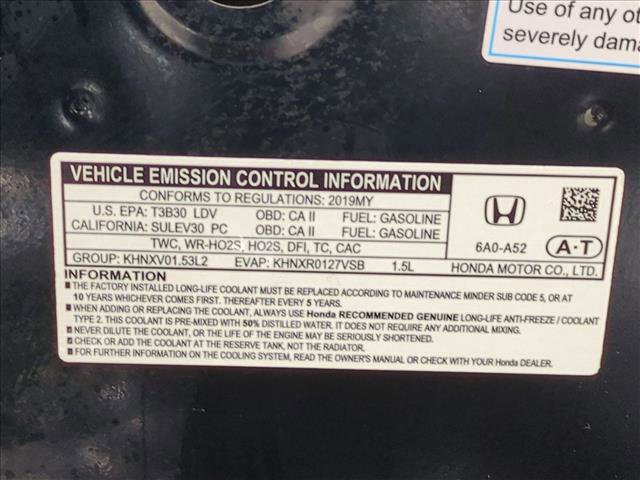 Use of any ot
severely dama
VEHICLE EMISSION CONTROL INFORMATION
CONFORMS TO REGULATIONS: 2019MY
U.S. EPA: T3B30 LDV OBD: CA II FUEL: GASOLINE
CALIFORNIA: SULEV30 PC OBD: CA II FUEL: GASOLINE
TWC, WR-HO2S, HO2S, DFI, TC, CAC
GROUP: KHNXV01.53L2 EVAP: KHNXR0127VSB 1.5L
6A0-A52
A·T
HONDA MOTOR CO., LTD.
INFORMATION
■ THE FACTORY INSTALLED LONG-LIFE COOLANT MUST BE REPLACED ACCORDING TO MAINTENANCE MINDER SUB CODE 5, OR AT
10 YEARS WHICHEVER COMES FIRST. THEREAFTER EVERY 5 YEARS.
■ WHEN ADDING OR REPLACING THE COOLANT, ALWAYS USE Honda RECOMMENDED GENUINE LONG-LIFE ANTI-FREEZE / COOLANT
TYPE 2. THIS COOLANT IS PRE-MIXED WITH 50% DISTILLED WATER. IT DOES NOT REQUIRE ANY ADDITIONAL MIXING.
■ NEVER DILUTE THE COOLANT, OR THE LIFE OF THE ENGINE MAY BE SERIOUSLY SHORTENED.
■ CHECK OR ADD THE COOLANT AT THE RESERVE TANK, NOT THE RADIATOR.
■ FOR FURTHER INFORMATION ON THE COOLING SYSTEM, READ THE OWNER'S MANUAL OR CHECK WITH YOUR Honda DEALER.